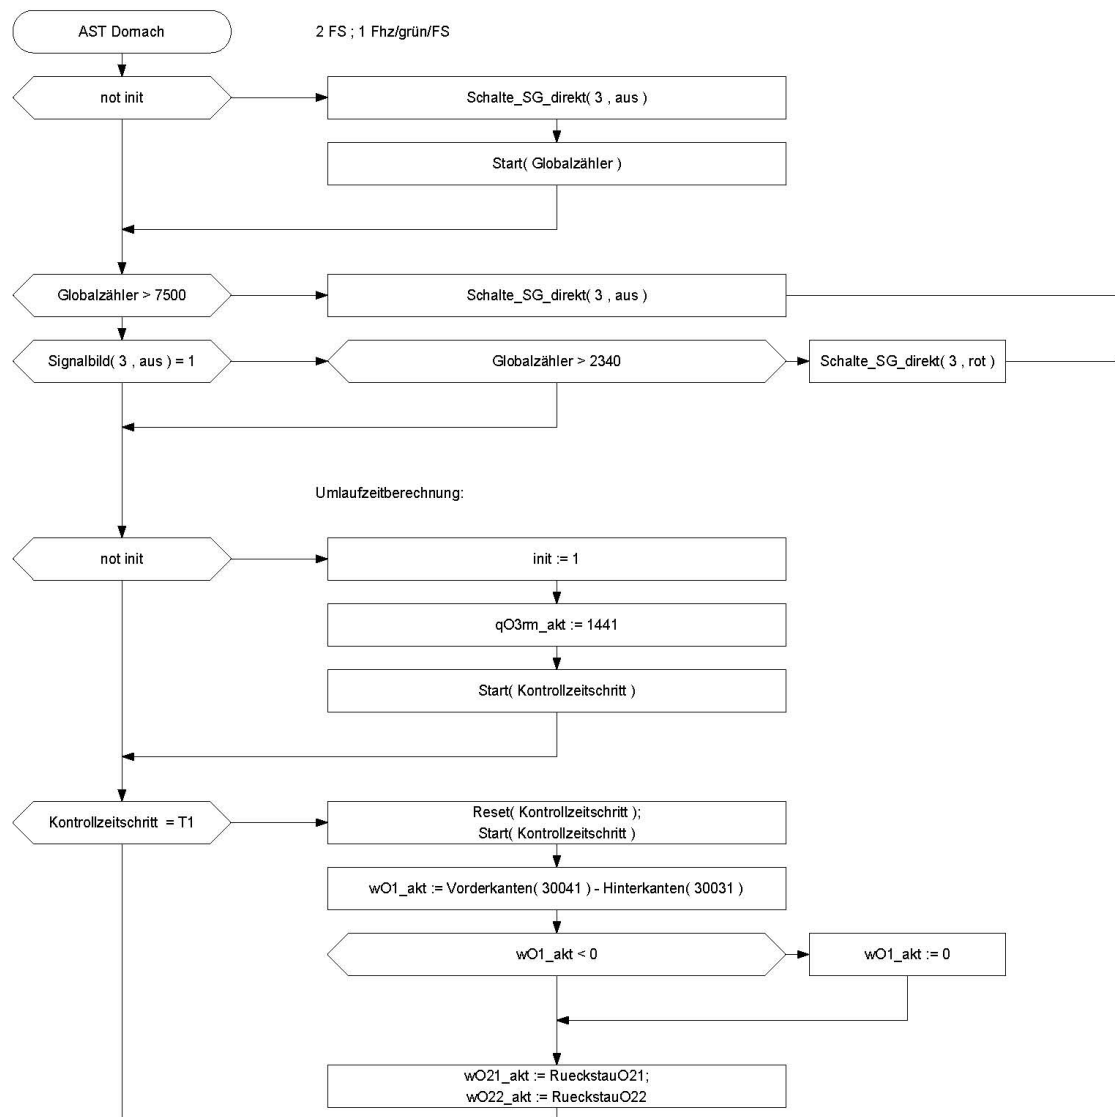 AST Dornach
2 FS ; 1 Fhz/grün/FS
not init
Schalte_SG_direkt( 3 , aus )
Start( Globalzähler )
Globalzähler > 7500
Schalte_SG_direkt( 3 , aus )
Signalbild( 3 , aus ) = 1
Globalzähler > 2340
Schalte_SG_direkt( 3 , rot )
Umlaufzeitberechnung:
not init
init := 1
qO3rm_akt := 1441
Start( Kontrollzeitschritt )
Kontrollzeitschritt = T1
Reset( Kontrollzeitschritt );
Start( Kontrollzeitschritt )
wO1_akt := Vorderkanten( 30041 ) - Hinterkanten( 30031 )
wO1_akt < 0
wO1_akt := 0
wO21_akt := RueckstauO21;
wO22_akt := RueckstauO22